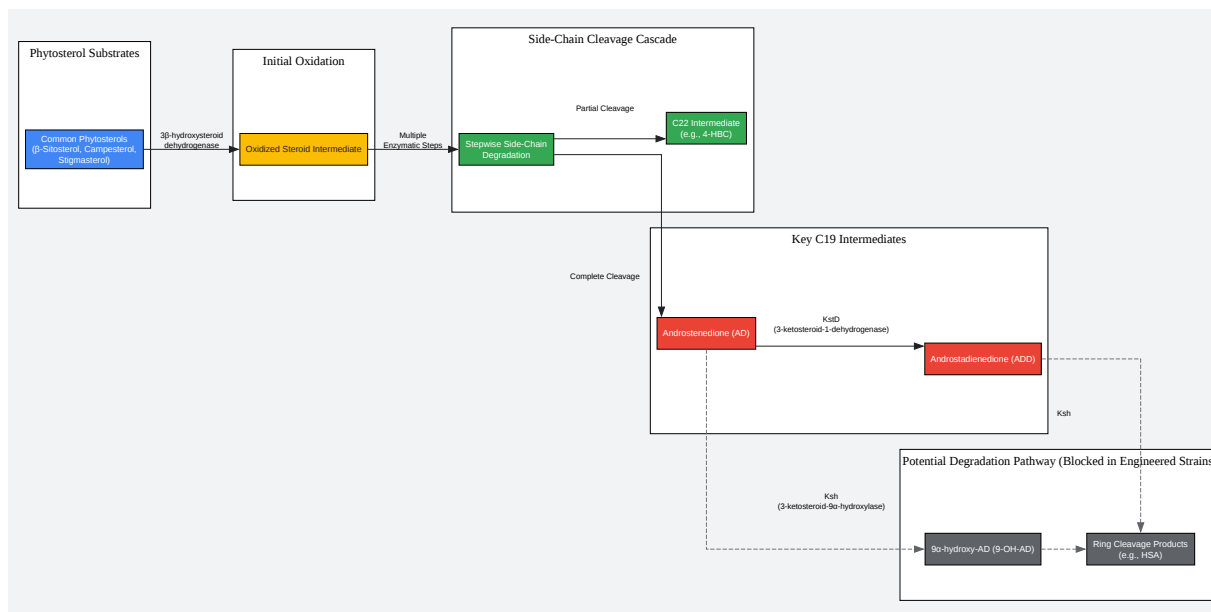 Phytosterol Substrates
Common Phytosterols
(β-Sitosterol, Campesterol,
Stigmasterol)
3β-hydroxysteroid
dehydrogenase
Initial Oxidation
Oxidized Steroid Intermediate
Multiple
Enzymatic Steps
Side-Chain Cleavage Cascade
Stepwise Side-Chain
Degradation
Partial Cleavage
C22 Intermediate
(e.g., 4-HBC)
Complete Cleavage
Key C19 Intermediates
Androstenedione (AD)
KstD
(3-ketosteroid-1-dehydrogenase)
Androstadienedione (ADD)
Ksh
Ksh
(3-ketosteroid-9α-hydroxylase)
Potential Degradation Pathway (Blocked in Engineered Strains
9α-hydroxy-AD (9-OH-AD)
Ring Cleavage Products
(e.g., HSA)